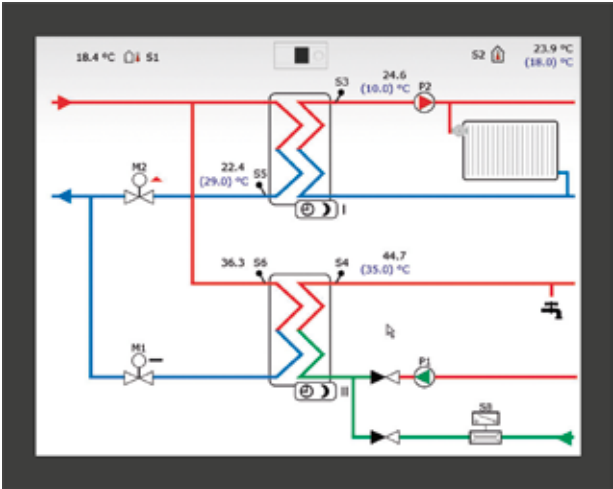 18.4 °C S1
S2 23.9 °C
(18.0) °C
S3 24.6
(10.0) °C P2
M2
22.4 S5
(29.0) °C
I
36.3 S6
S4 44.7
(35.0) °C
M1
P1
II
S8